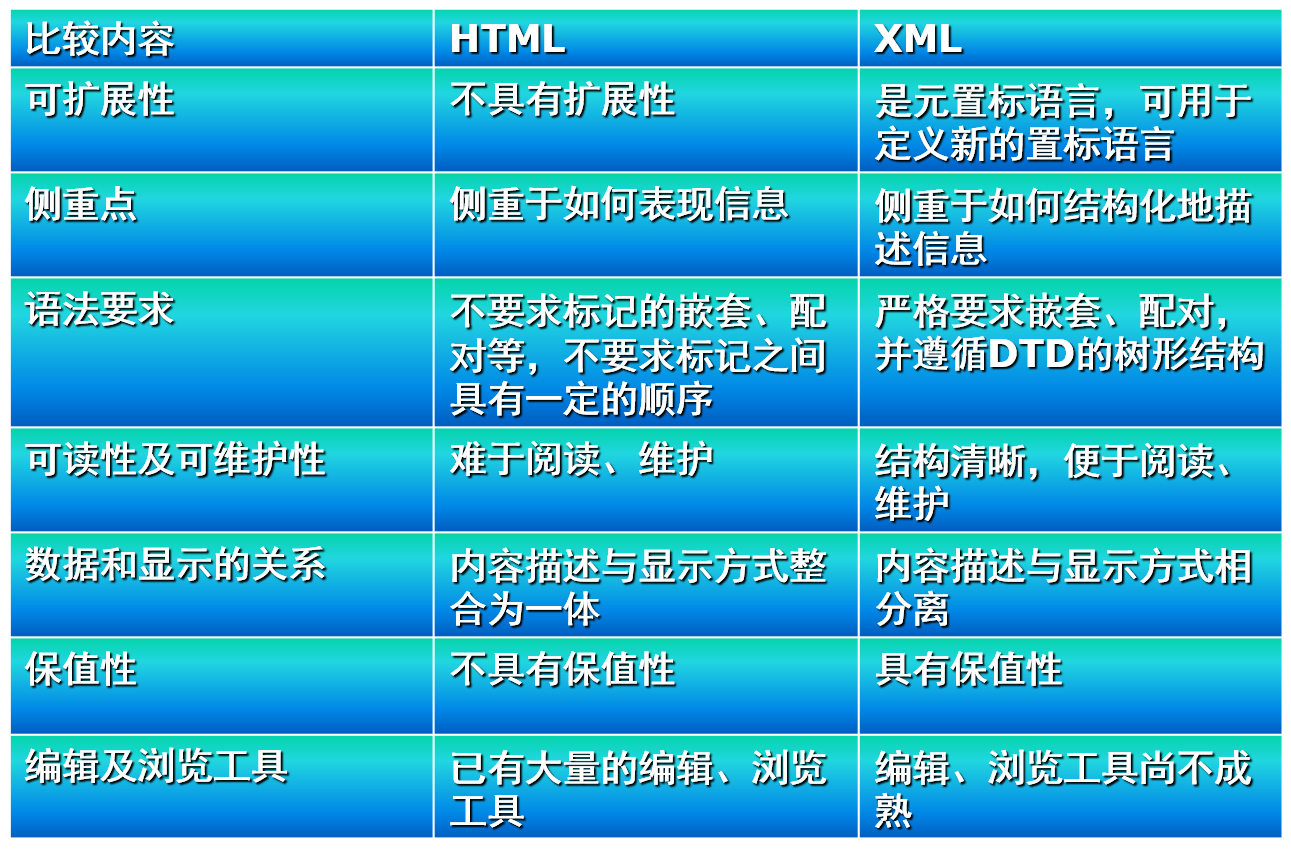 比较内容
HTML
XML
可扩展性
不具有扩展性
是元置标语言，可用于
定义新的置标语言
侧重点
侧重于如何表现信息
侧重于如何结构化地描
述信息
语法要求
不要求标记的嵌套、配
对等，不要求标记之间
具有一定的顺序
严格要求嵌套、配对，
并遵循DTD的树形结构
可读性及可维护性
难于阅读、维护
结构清晰，便于阅读、
维护
数据和显示的关系
内容描述与显示方式整
合为一体
内容描述与显示方式相
分离
保值性
不具有保值性
具有保值性
编辑及浏览工具
已有大量的编辑、浏览
工具
编辑、浏览工具尚不成
熟